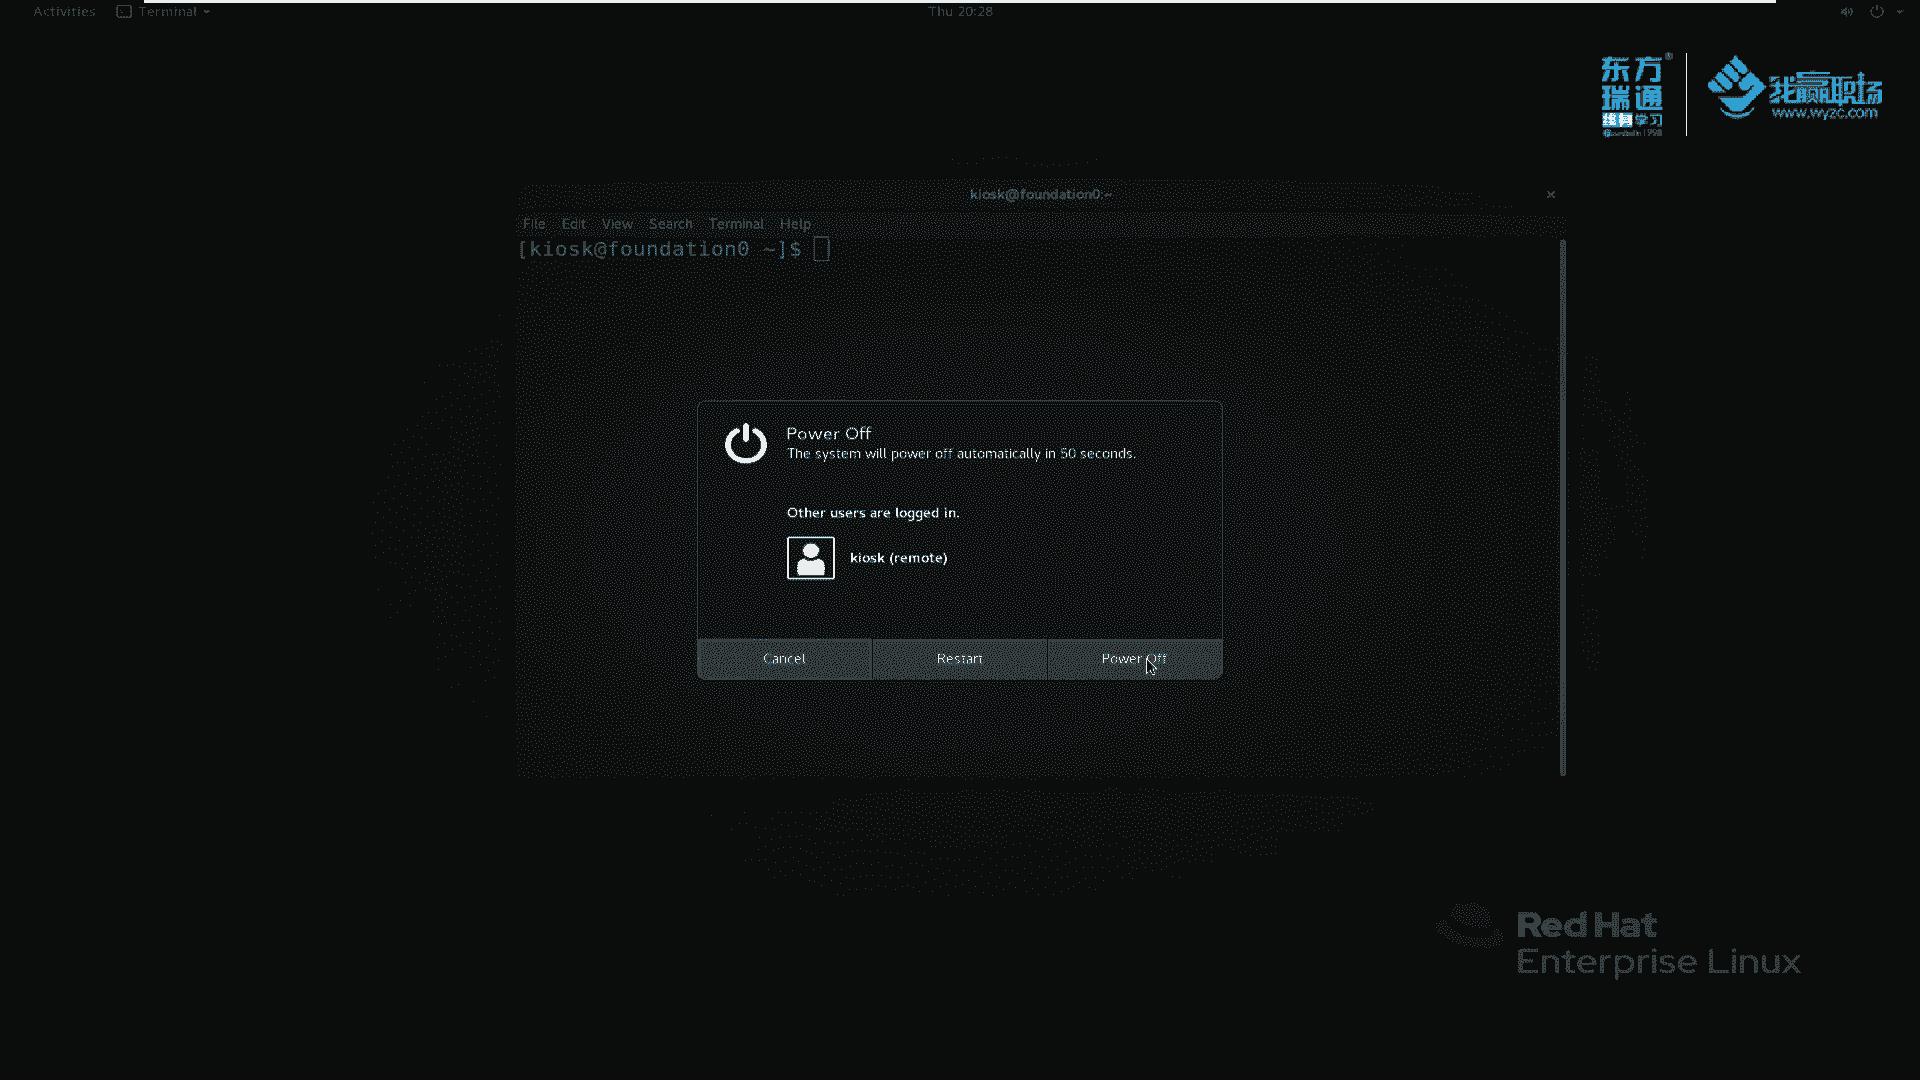 Activities Terminal Thu 20:28
东方
瑞通
在线学习
我赢职场
www.wyzc.com
kiosk@foundation0:~
File Edit View Search Terminal Help
[kiosk@foundation0 ~]$
Power Off
The system will power off automatically in 50 seconds.
Other users are logged in.
kiosk (remote)
Cancel Restart Power Off
Red Hat
Enterprise Linux